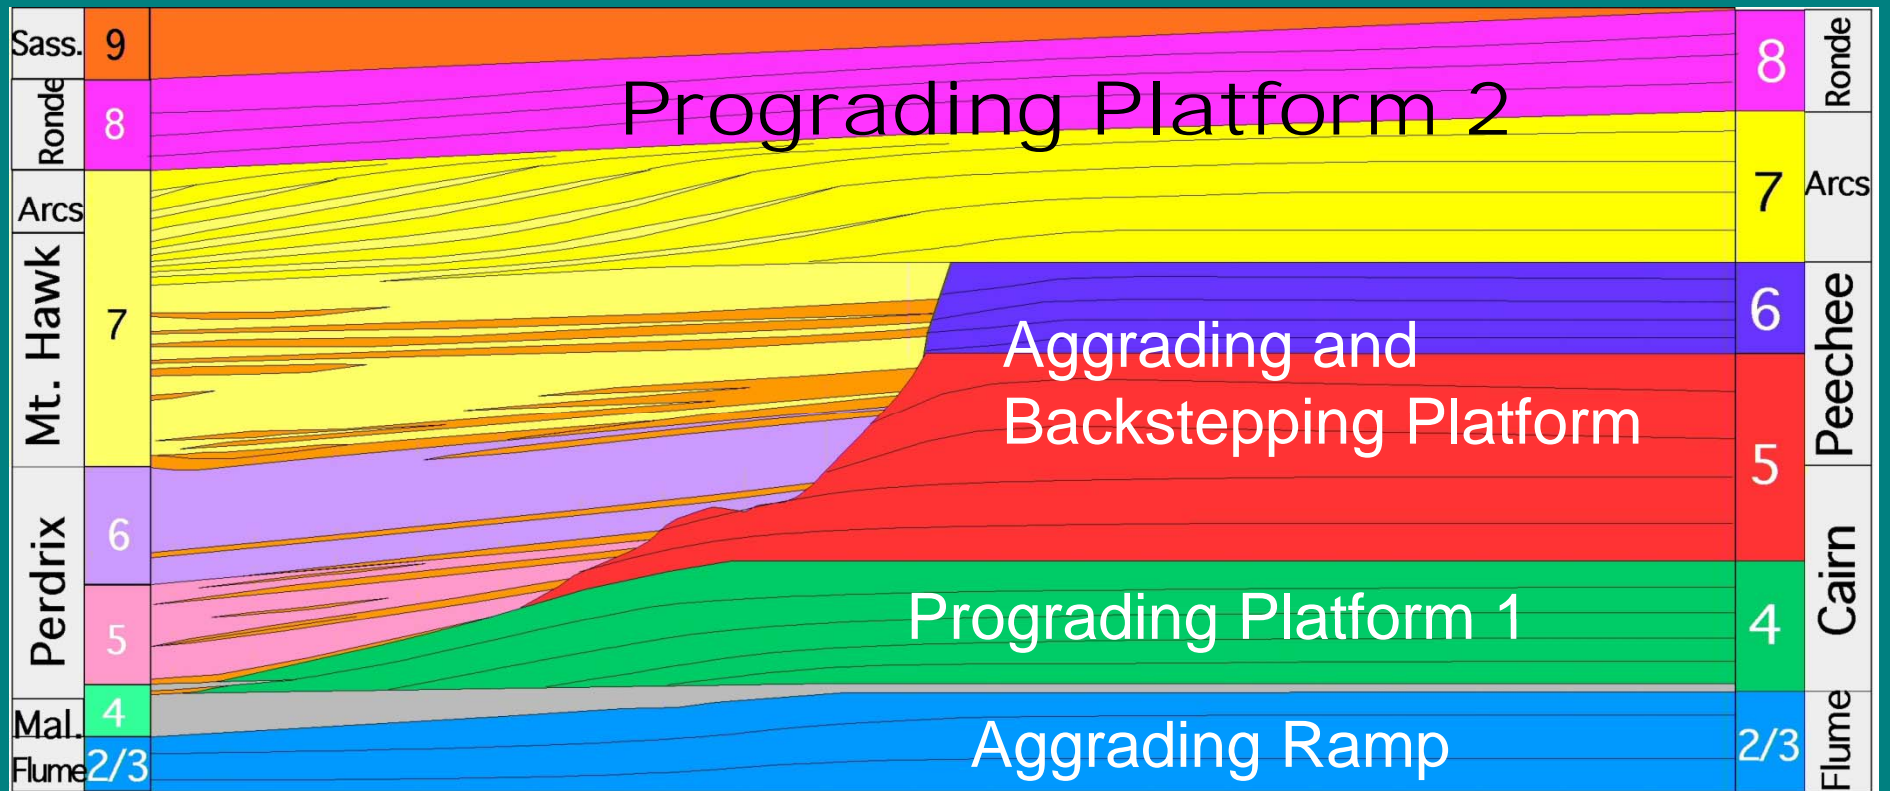 Sass.
9
Ronde
8
Arcs
Mt. Hawk
7
Perdrix
6
5
Mal.
4
Flume
2/3
Prograding Platform 2
Aggrading and
Backstepping Platform
Prograding Platform 1
Aggrading Ramp
8
Ronde
7
Arcs
6
Peechee
5
4
Cairn
2/3
Flume